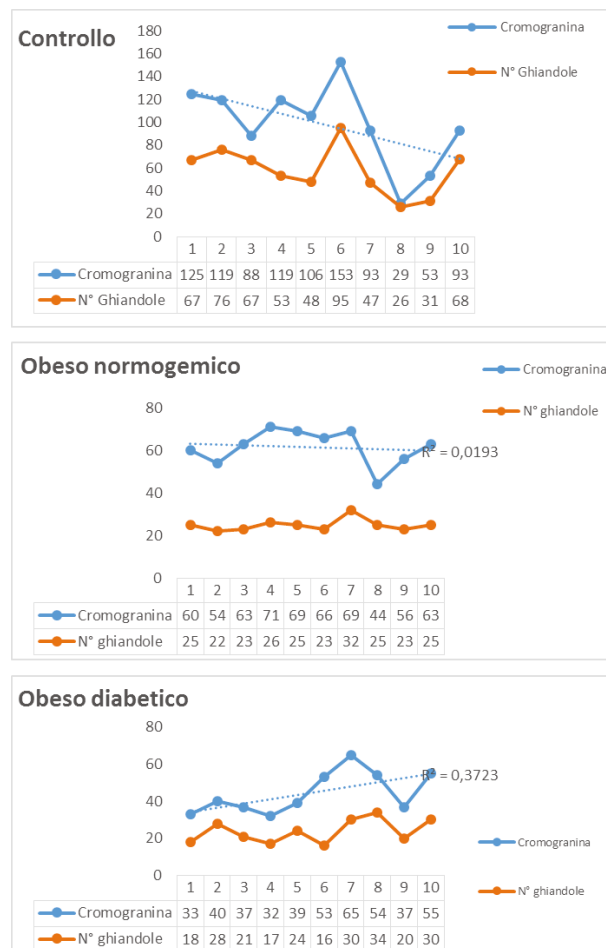 Controllo
Cromogranina
N° Ghiandole
180
160
140
120
100
80
60
40
20
0
1 2 3 4 5 6 7 8 9 10
Cromogranina 125 119 88 119 106 153 93 29 53 93
N° Ghiandole 67 76 67 53 48 95 47 26 31 68
Obeso normogemico
Cromogranina
N° ghiandole
80
60
R² = 0,0193
40
20
0
1 2 3 4 5 6 7 8 9 10
Cromogranina 60 54 63 71 69 66 69 44 56 63
N° ghiandole 25 22 23 26 25 23 32 25 23 25
Obeso diabetico
80
60
R² = 0,3723
40
20
0
Cromogranina
N° ghiandole
1 2 3 4 5 6 7 8 9 10
Cromogranina 33 40 37 32 39 53 65 54 37 55
N° ghiandole 18 28 21 17 24 16 30 34 20 30